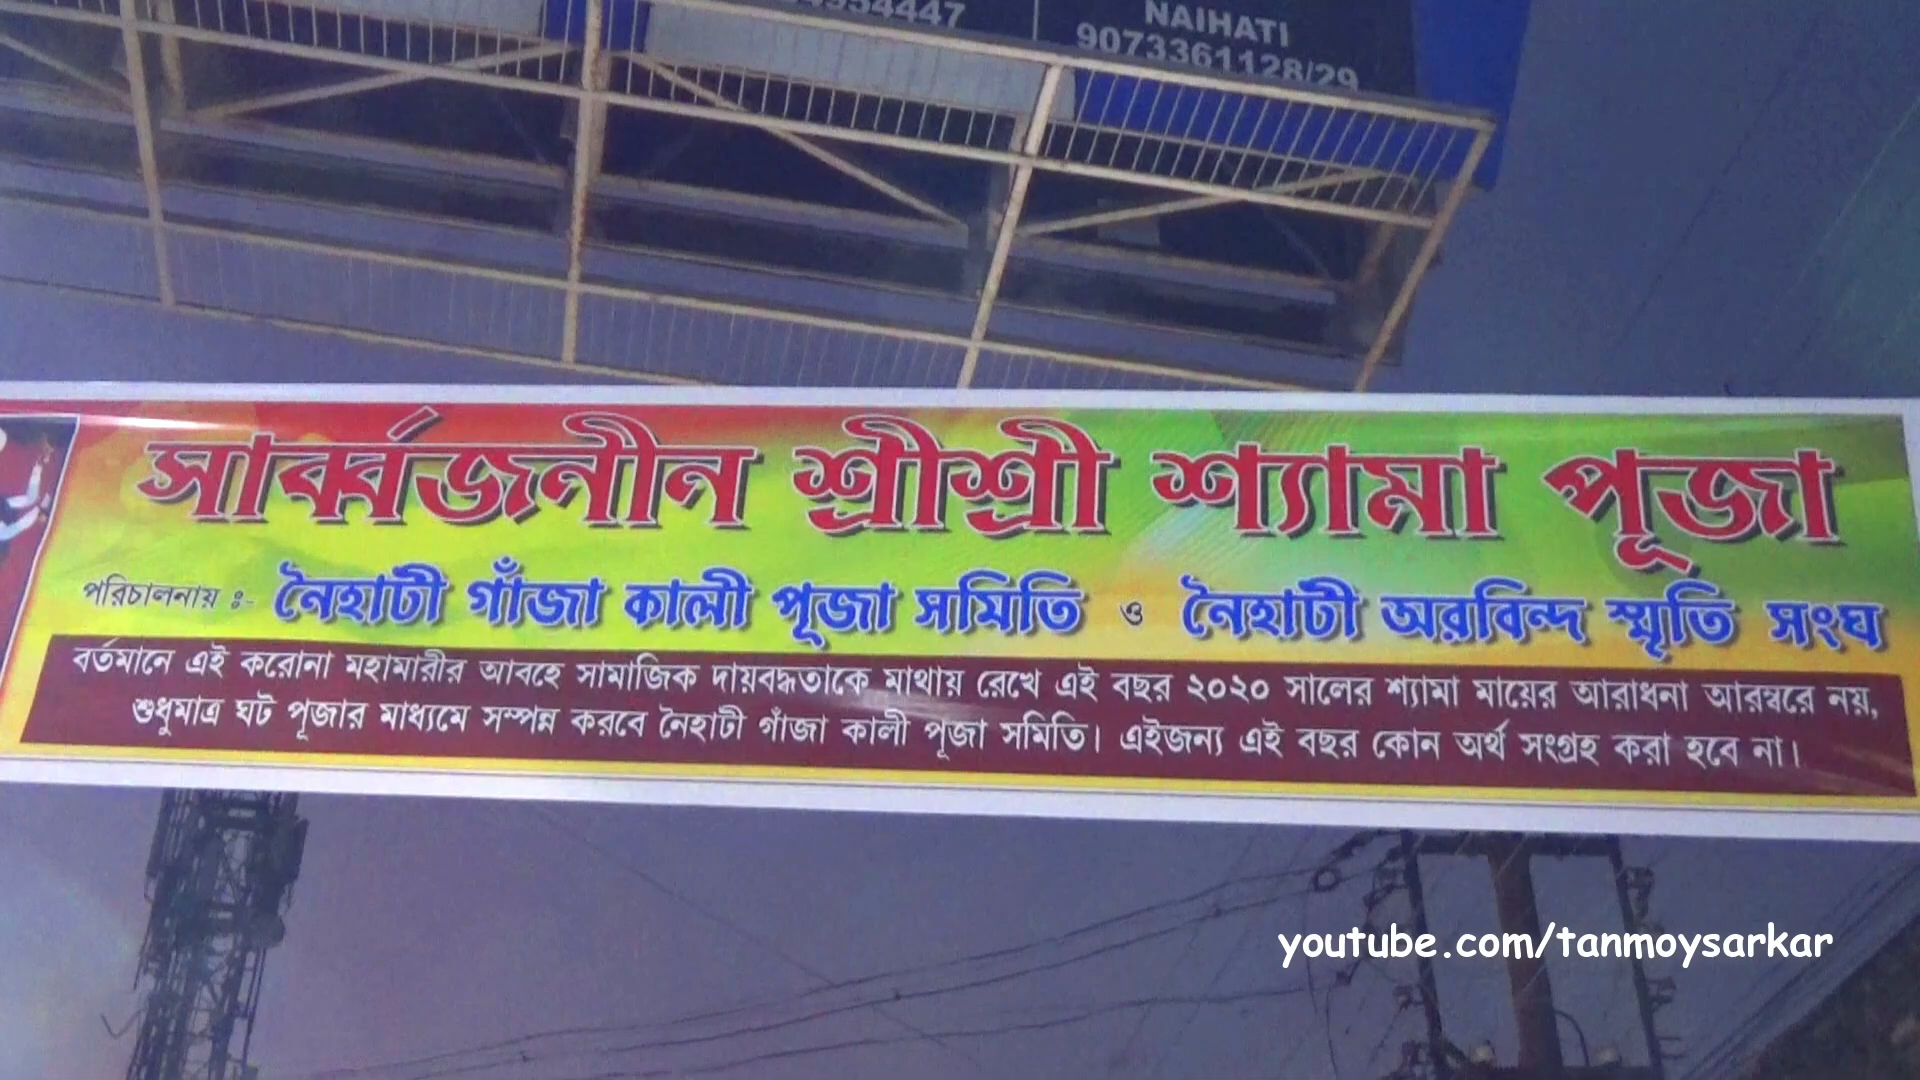 NAIHATI
9073361128/29
সার্ব্বজনীন শ্রীশ্রী শ্যামা পূজা
পরিচালনায় ঃ- নৈহাটী গাঁজা কালী পূজা সমিতি ও নৈহাটী অরবিন্দ স্মৃতি সংঘ
বর্তমানে এই করোনা মহামারীর আবহে সামাজিক দায়বদ্ধতাকে মাথায় রেখে এই বছর ২০২০ সালের শ্যামা মায়ের আরাধনা আরম্বরে নয়,
শুধুমাত্র ঘট পূজার মাধ্যমে সম্পন্ন করবে নৈহাটী গাঁজা কালী পূজা সমিতি। এইজন্য এই বছর কোন অর্থ সংগ্রহ করা হবে না।
youtube.com/tanmoysarkar